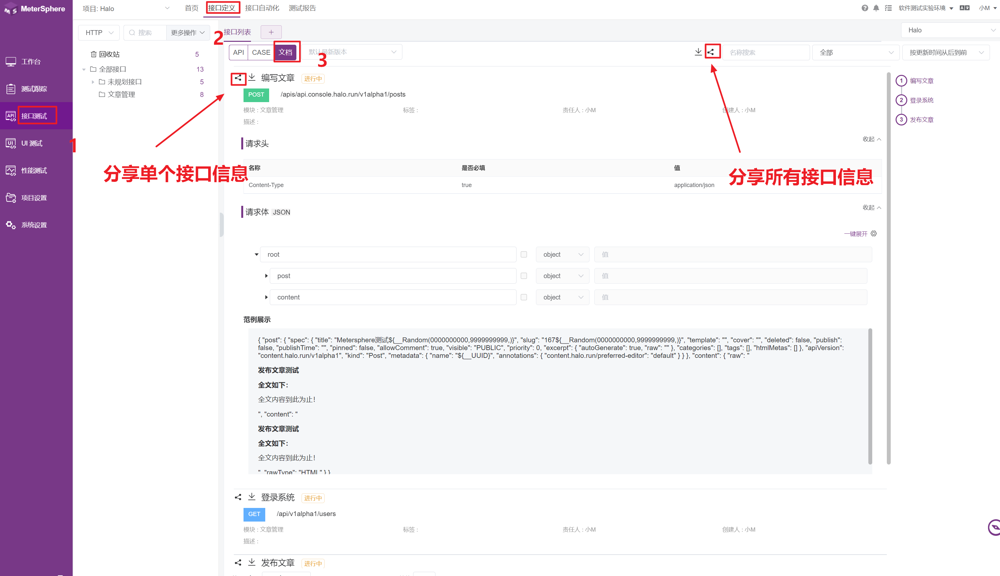 MeterSphere
项目: Halo
首页 接口定义 接口自动化 测试报告
软件测试实验环境 小M
工作台
测试跟踪
接口测试
UI 测试
性能测试
项目设置
系统设置
1
HTTP 搜索 更多操作
回收站 5
全部接口 13
未规划接口 5
文章管理 8
2
接口列表 +
Halo
API CASE 文档 默认最新版本
3
名称搜索 全部 按更新时间从后到前
编写文章 进行中
POST /apis/api.console.halo.run/v1alpha1/posts
模块 : 文章管理 标签 : 责任人 : 小M 创建人 : 小M
描述 :
1 编写文章
2 登录系统
3 发布文章
分享单个接口信息
分享所有接口信息
请求头 收起
名称 是否必填 值
Content-Type true application/json
请求体 JSON 收起
一键展开
root object 值
post object 值
content object 值
范例展示
{ "post": { "spec": { "title": "Metersphere测试${__Random(0000000000,9999999999,)}", "slug": "167${__Random(0000000000,9999999999,)}", "template": "", "cover": "", "deleted": false, "publish":
false, "publishTime": "", "pinned": false, "allowComment": true, "visible": "PUBLIC", "priority": 0, "excerpt": { "autoGenerate": true, "raw": "" }, "categories": [], "tags": [], "htmlMetas": [] }, "apiVersion":
"content.halo.run/v1alpha1", "kind": "Post", "metadata": { "name": "${__UUID}", "annotations": { "content.halo.run/preferred-editor": "default" } } }, "content": { "raw": "
发布文章测试
全文如下：
全文内容到此为止！
", "content": "
发布文章测试
全文如下：
全文内容到此为止！
", "rawType": "HTML" } }
登录系统 进行中
GET /api/v1alpha1/users
模块 : 文章管理 标签 : 责任人 : 小M 创建人 : 小M
描述 :
发布文章 进行中